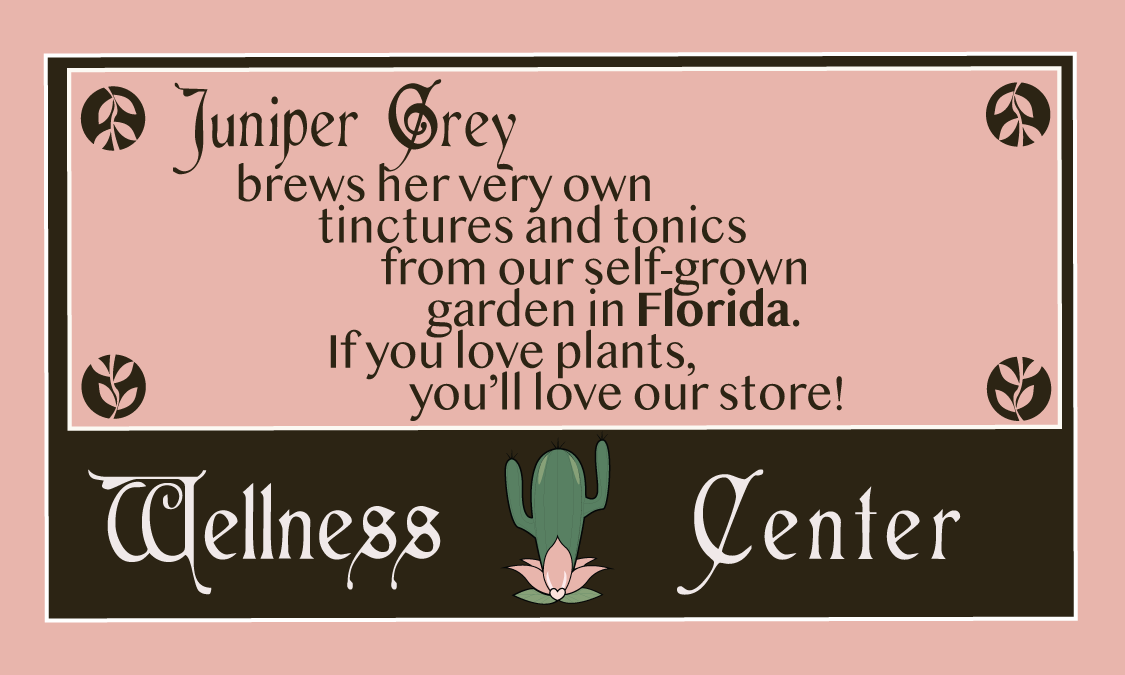 Juniper Grey
brews her very own
tinctures and tonics
from our self-grown
garden in Florida.
If you love plants,
you'll love our store!
Wellness Center